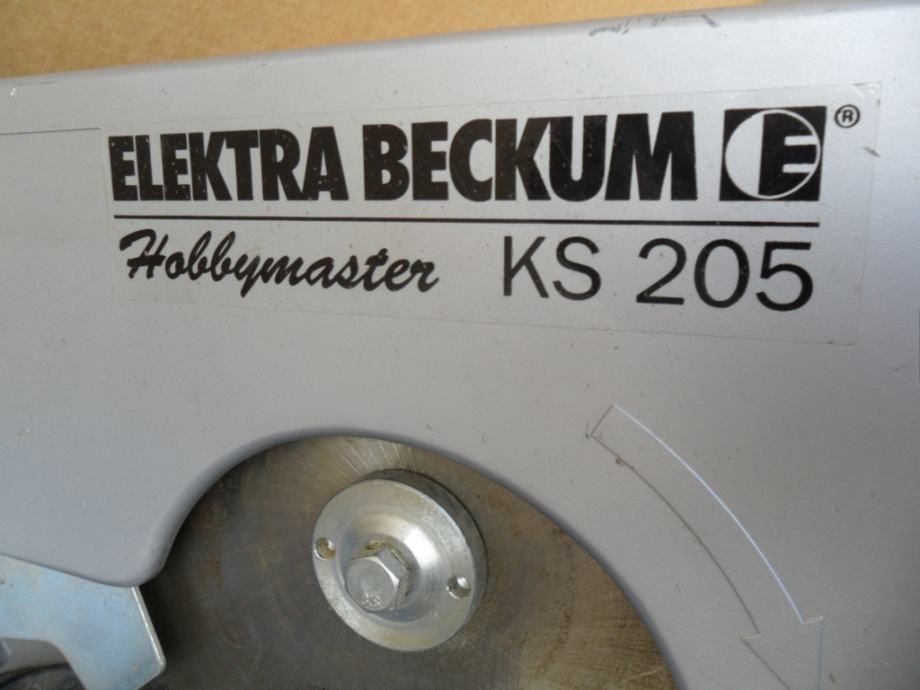 ELEKTRA BECKUM E ®
Hobbymaster KS 205